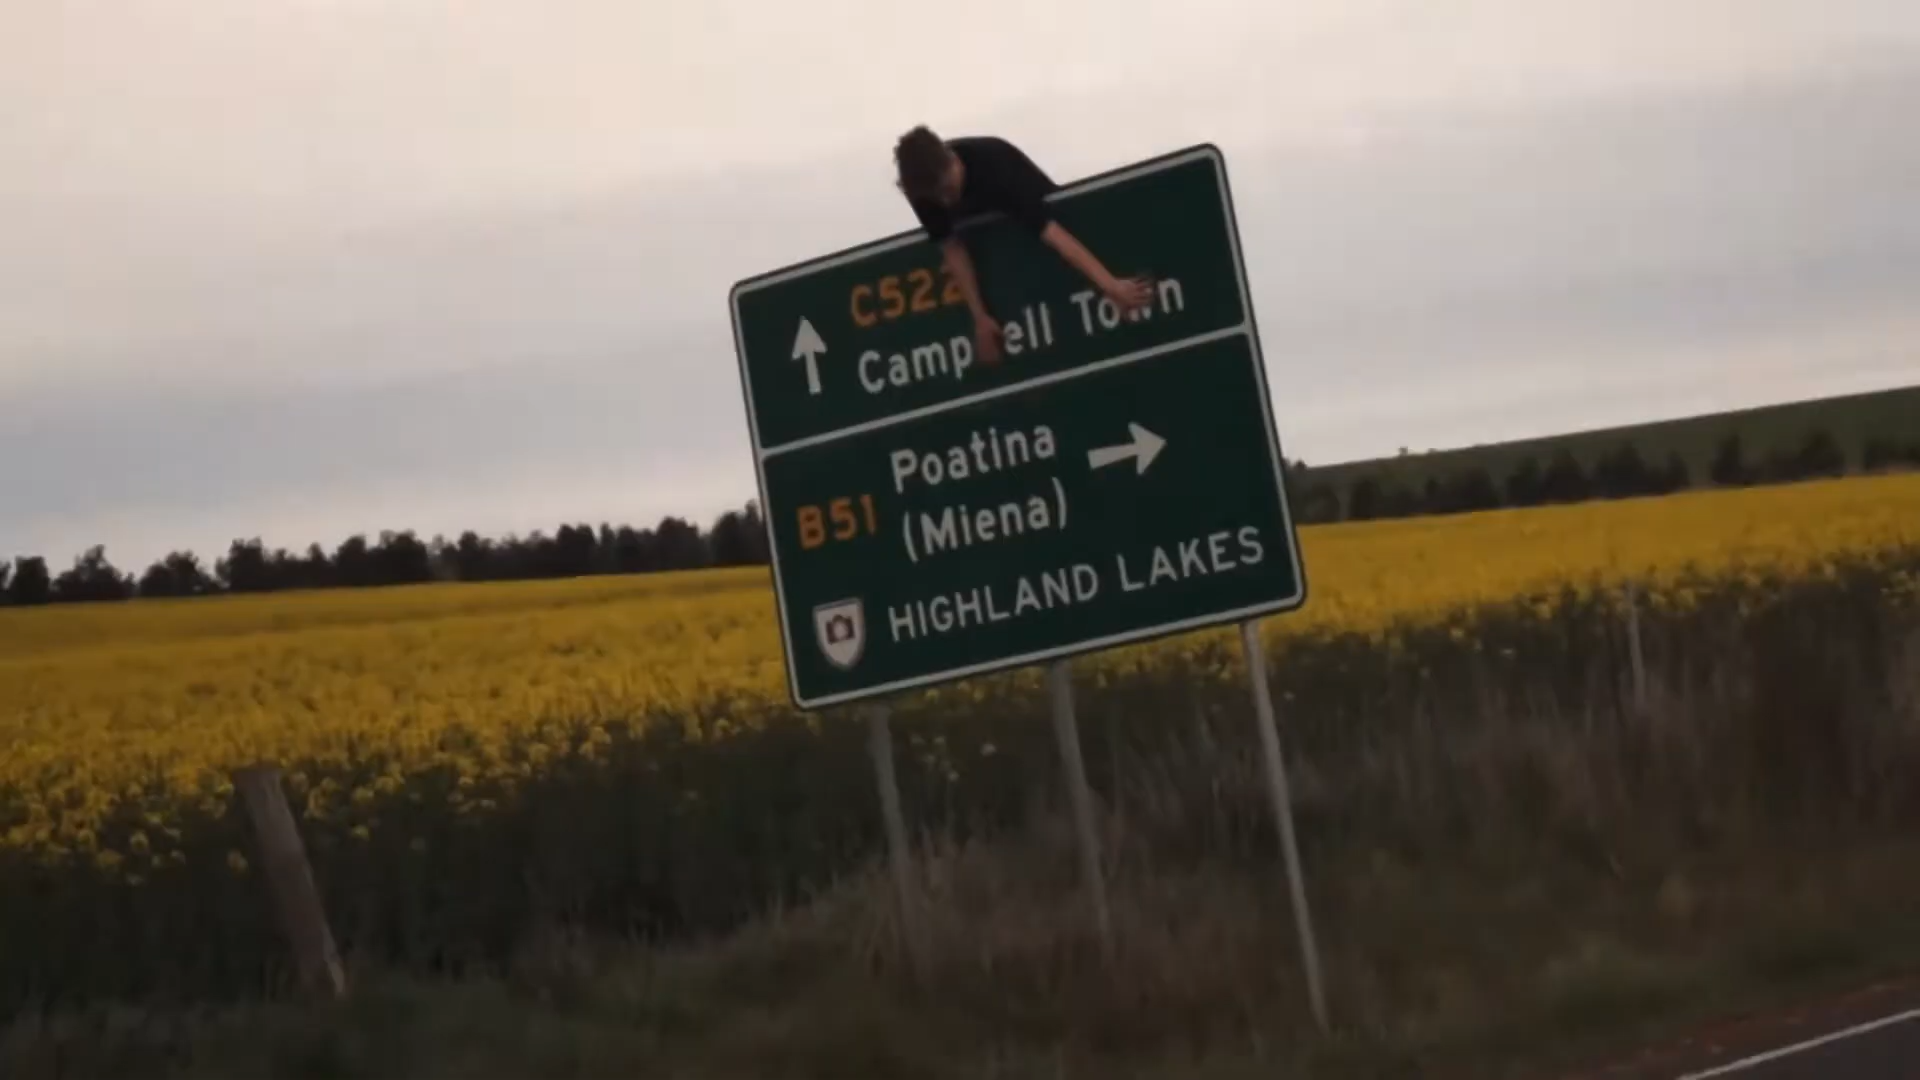 C522
Campbell Town
Poatina
B51
(Miena)
HIGHLAND LAKES